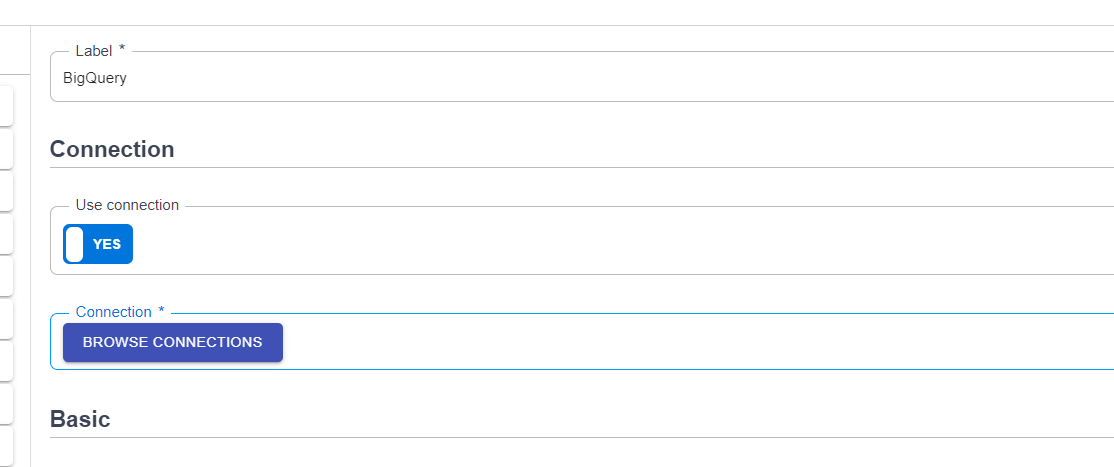 Label *
BigQuery
Connection
Use connection
YES
Connection *
BROWSE CONNECTIONS
Basic